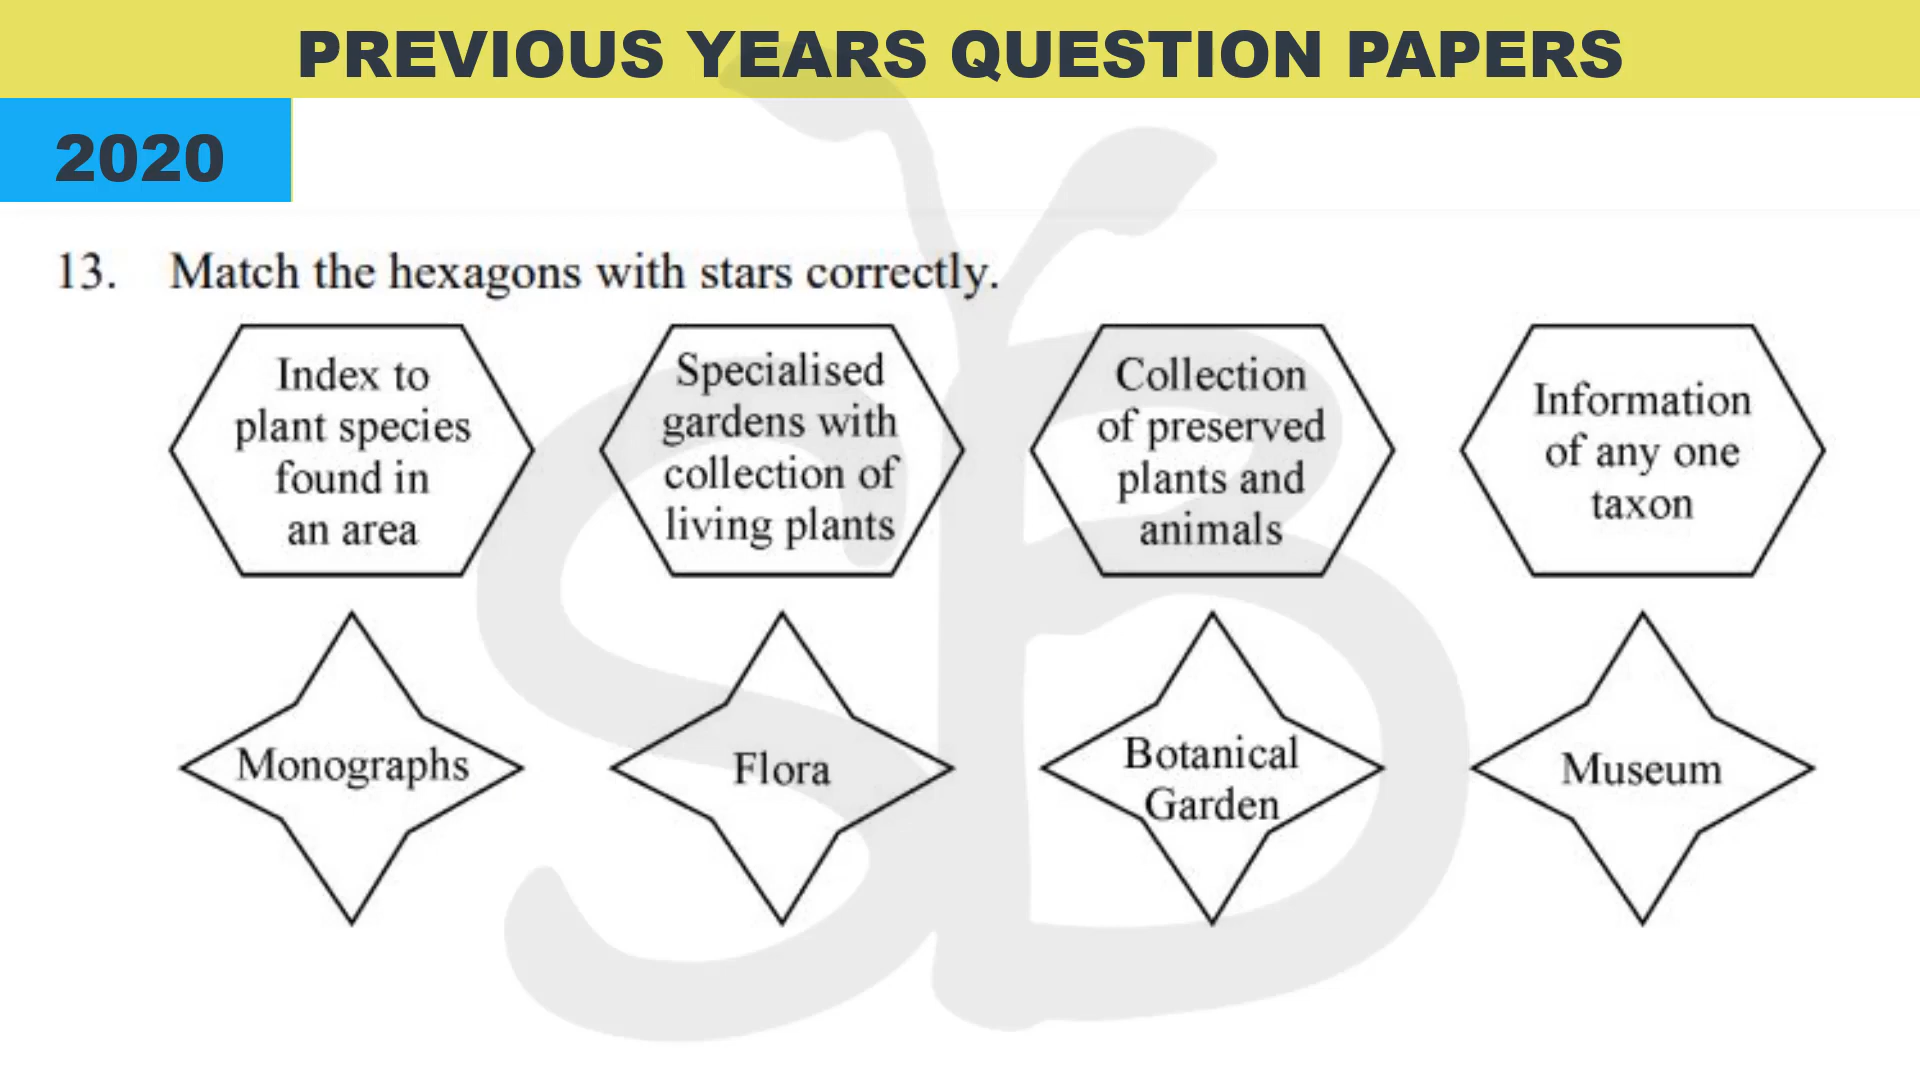 PREVIOUS YEARS QUESTION PAPERS
2020
13. Match the hexagons with stars correctly.
Index to
plant species
found in
an area
Specialised
gardens with
collection of
living plants
Collection
of preserved
plants and
animals
Information
of any one
taxon
Monographs
Flora
Botanical
Garden
Museum
SB